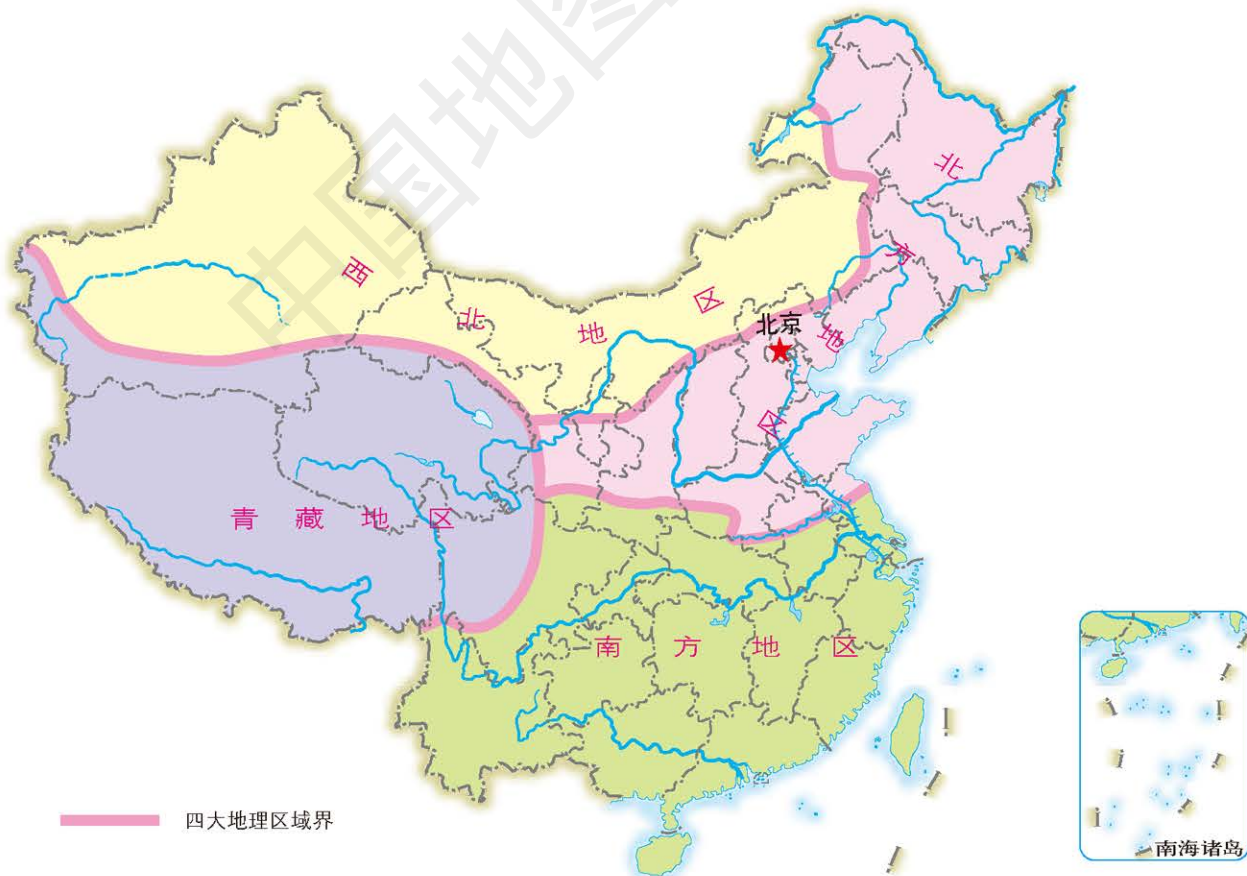 中国地图
西北地区
北方地区
北京
青藏地区
南方地区
四大地理区域界
南海诸岛